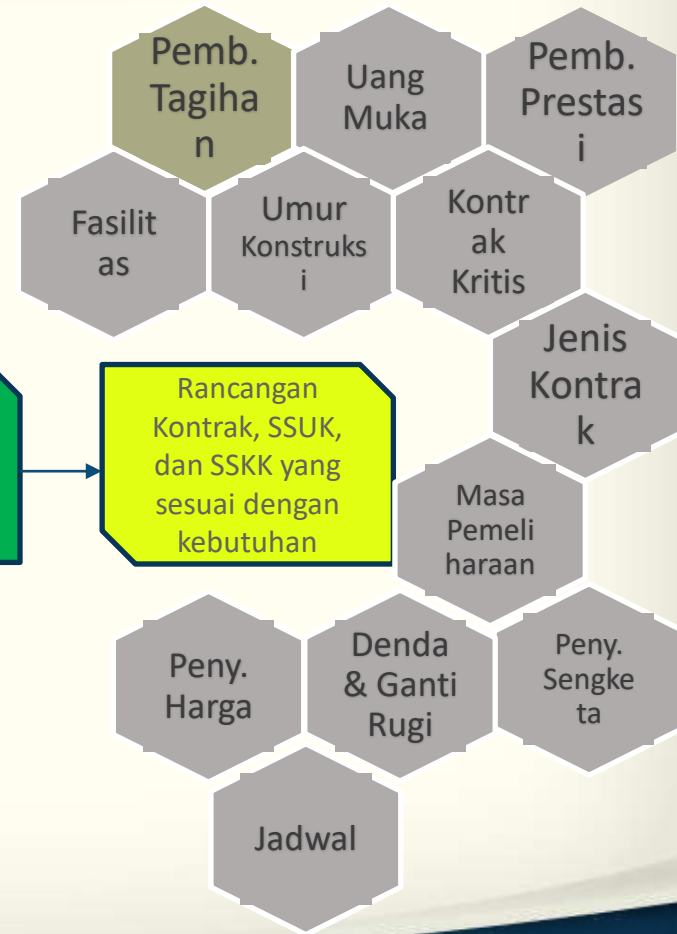 Pemb.
Tagiha
n
Uang
Muka
Pemb.
Prestas
i
Fasilit
as
Umur
Konstruks
i
Kontr
ak
Kritis
Jenis
Kontra
k
Rancangan
Kontrak, SSUK,
dan SSKK yang
sesuai dengan
kebutuhan
Masa
Pemeli
haraan
Peny.
Harga
Denda
& Ganti
Rugi
Peny.
Sengke
ta
Jadwal